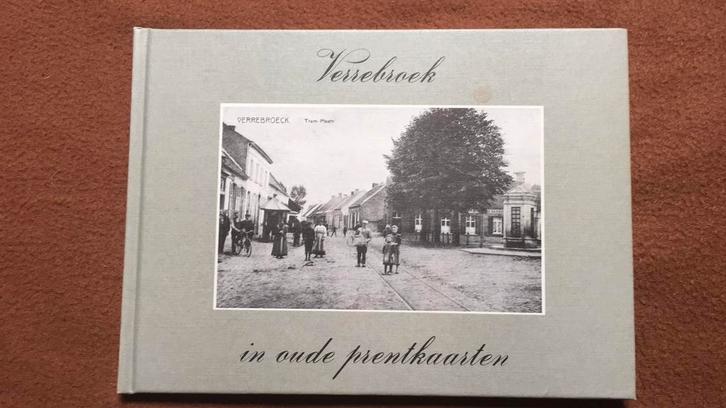 Verrebroek
VERREBROECK Tram-Plaats
in oude prentkaarten